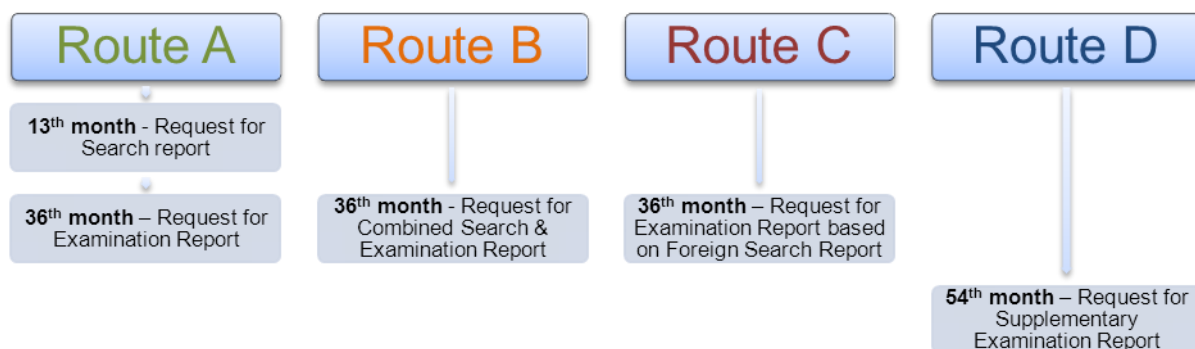 Route A
Route B
Route C
Route D
13th month - Request for
Search report
36th month – Request for
Examination Report
36th month - Request for
Combined Search &
Examination Report
36th month – Request for
Examination Report based
on Foreign Search Report
54th month – Request for
Supplementary
Examination Report